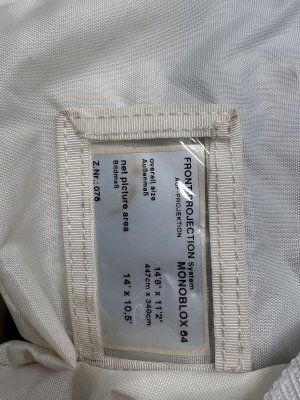 FRONT PROJECTION System MONOBLOX 64
AUFPROJEKTION
overall size 14'8" x 11'2"
Außenmaß 447cm x 340cm
net picture area 14' x 10,5'
Bildmaß
Z.Nr.: 076